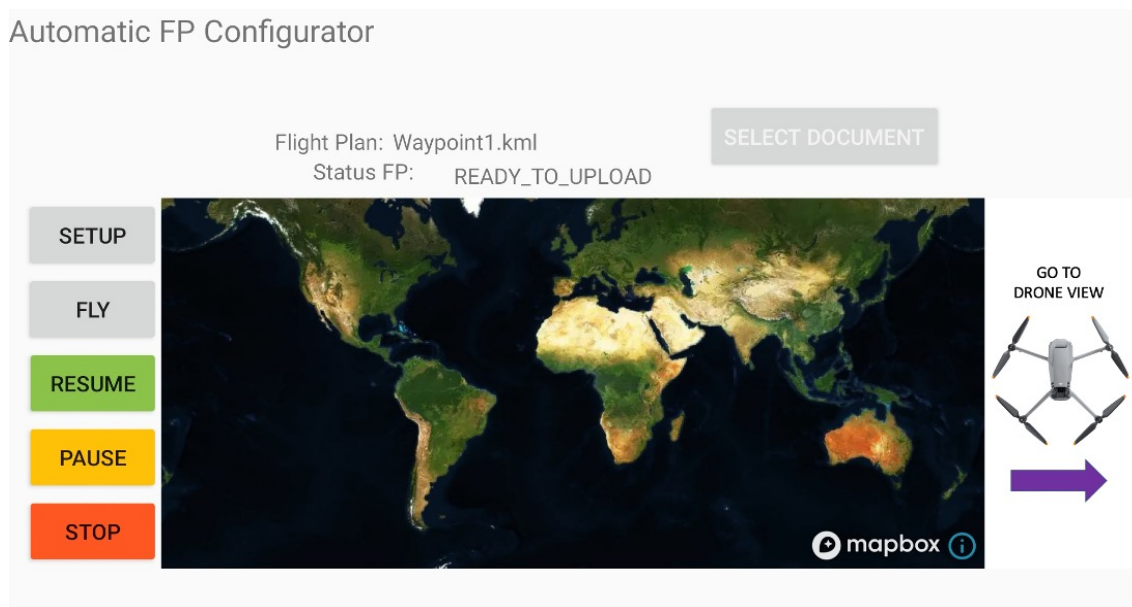 Automatic FP Configurator
SELECT DOCUMENT
Flight Plan: Waypoint1.kml
Status FP: READY_TO_UPLOAD
SETUP
FLY
RESUME
PAUSE
STOP
GO TO
DRONE VIEW
mapbox